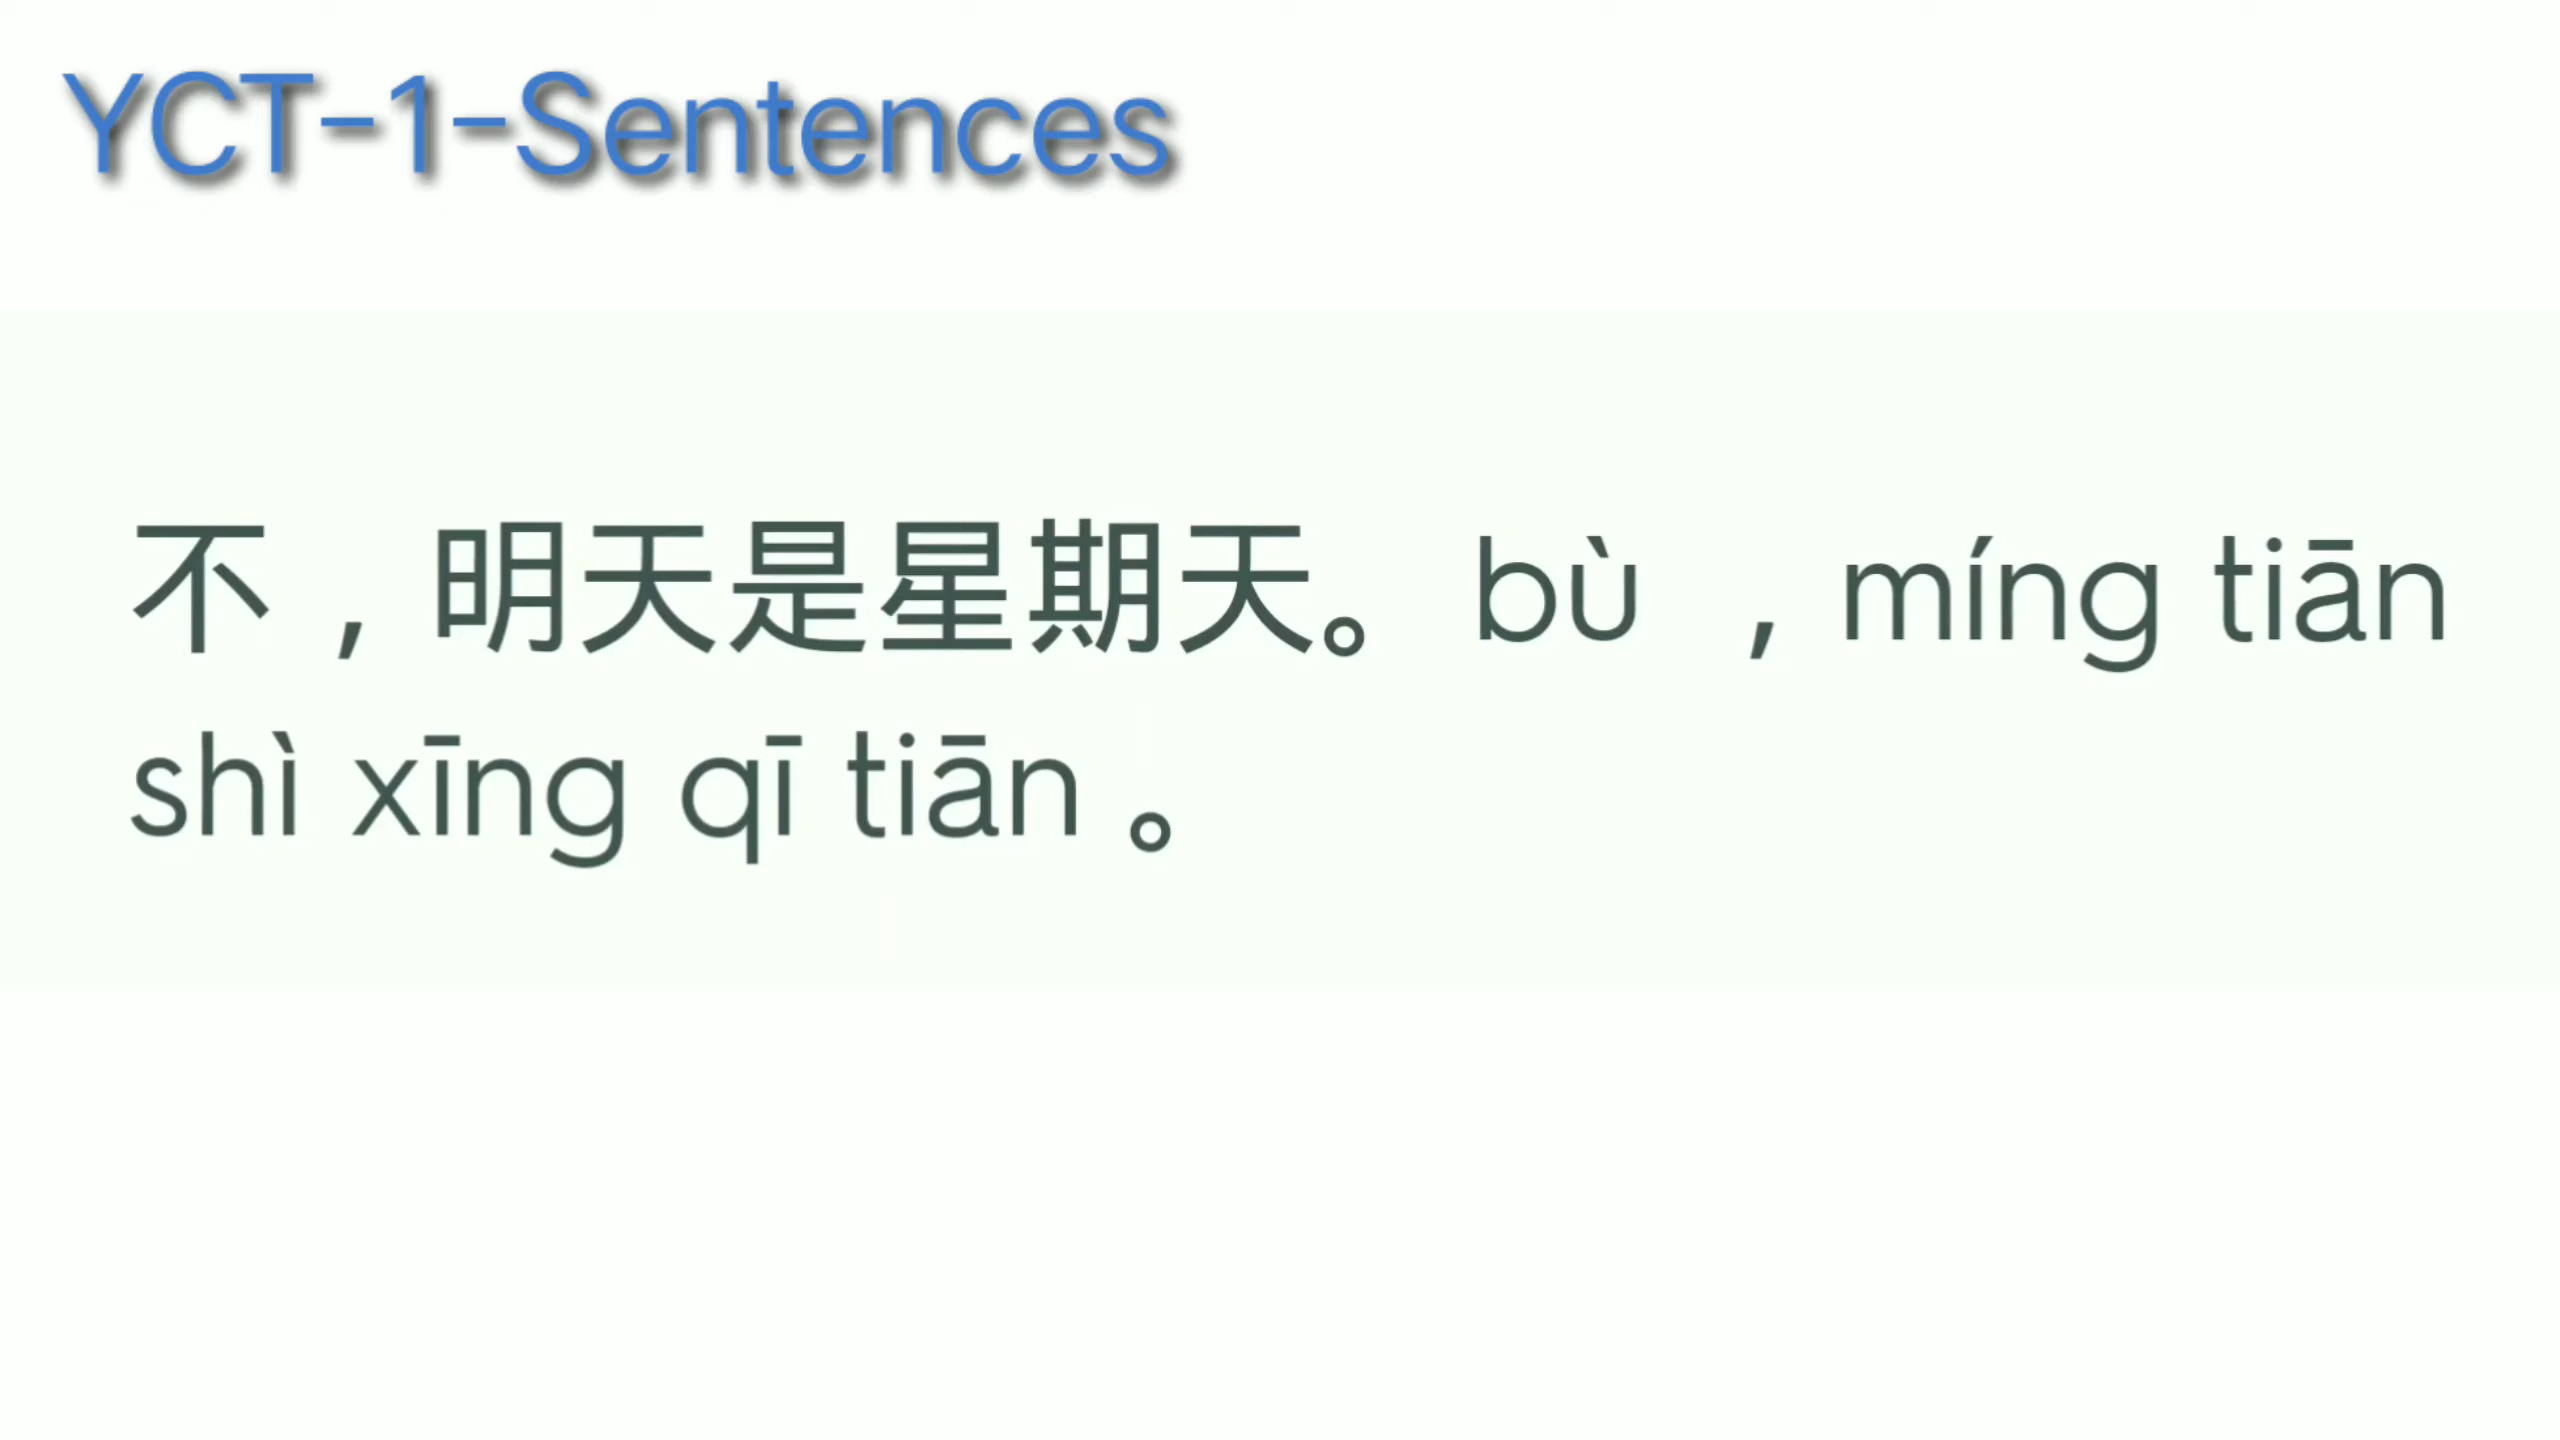 YCT-1-Sentences
不，明天是星期天。bù ，míng tiān
shì xīng qī tiān 。